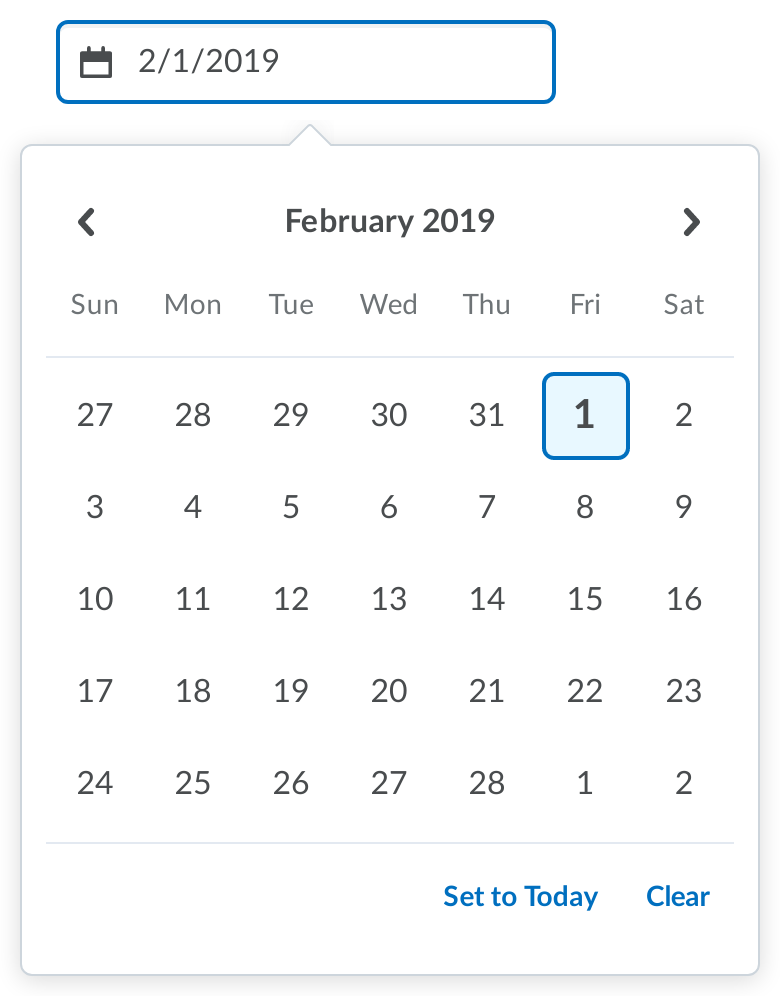 2/1/2019
February 2019
Sun Mon Tue Wed Thu Fri Sat
27 28 29 30 31 1 2
3 4 5 6 7 8 9
10 11 12 13 14 15 16
17 18 19 20 21 22 23
24 25 26 27 28 1 2
Set to Today Clear